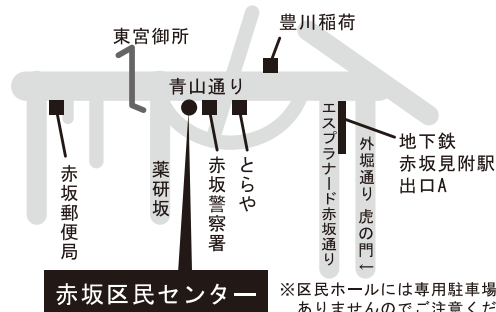 豊川稲荷
東宮御所
青山通り
地下鉄
赤坂見附駅
出口A
エスプラナード赤坂通り
外堀通り 虎の門←
とらや
赤坂警察署
薬研坂
赤坂郵便局
赤坂区民センター
※区民ホールには専用駐車場
ありませんのでご注意くだ